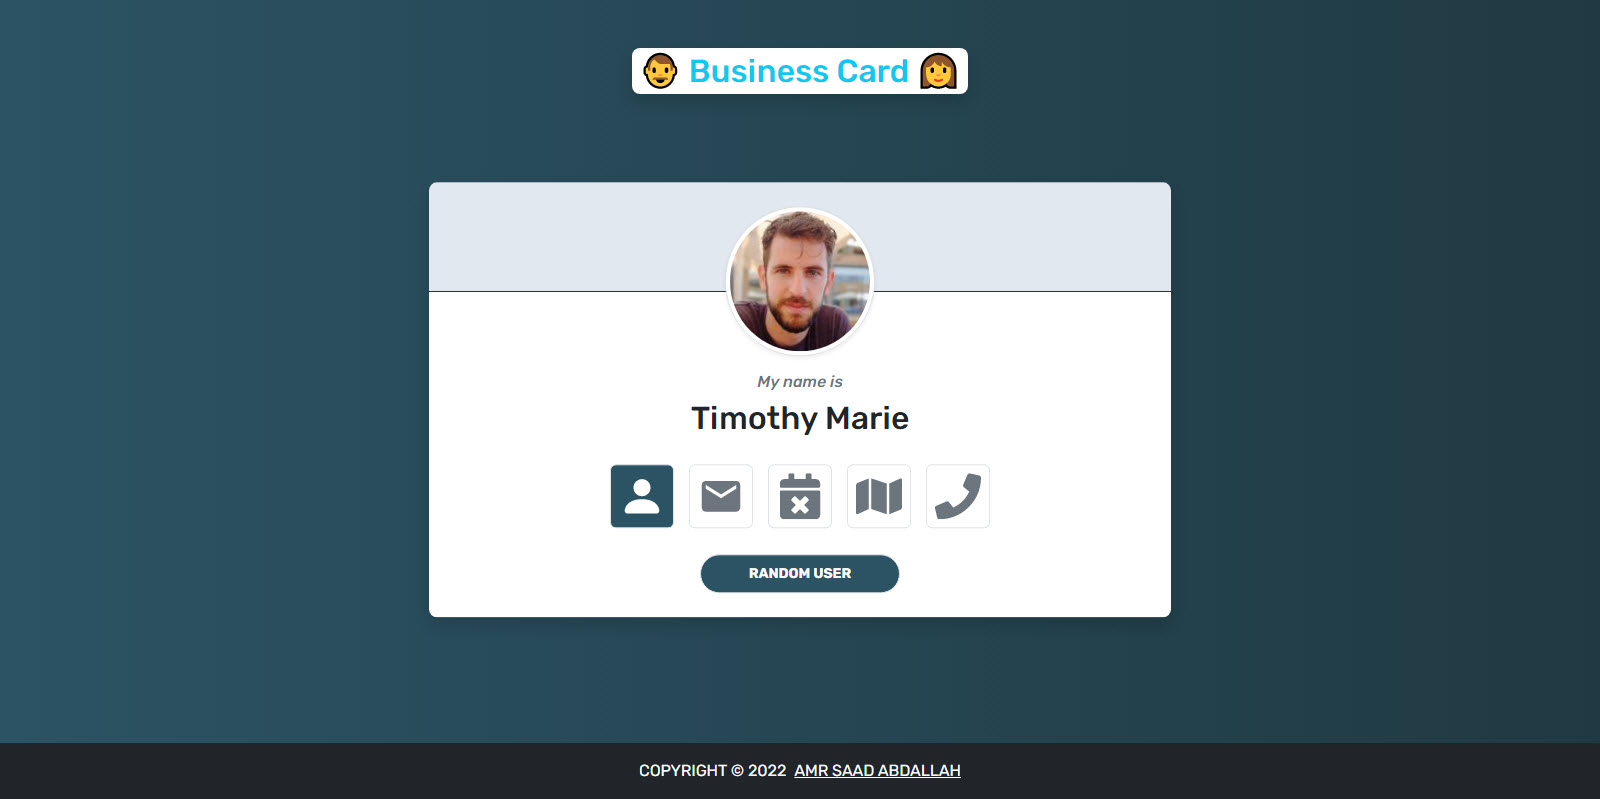 Business Card
My name is
Timothy Marie
RANDOM USER
COPYRIGHT © 2022 AMR SAAD ABDALLAH